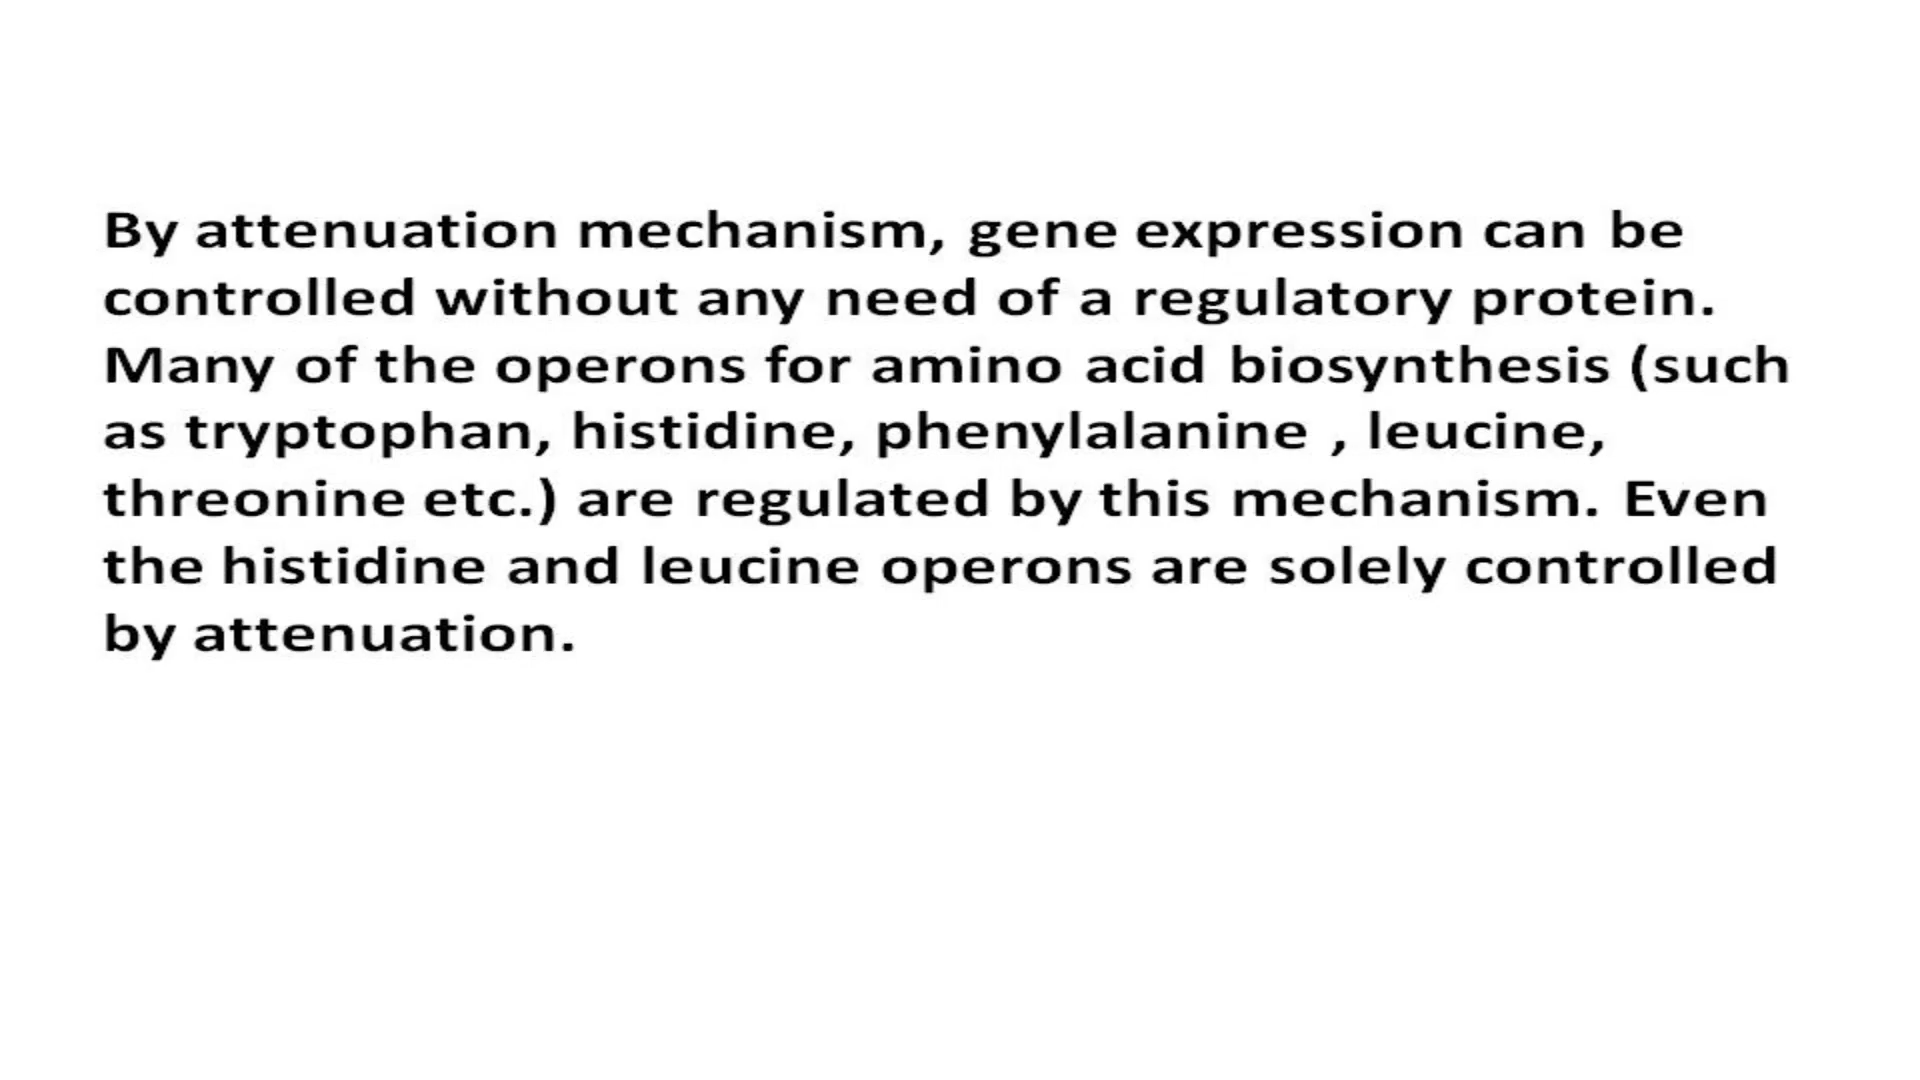 By attenuation mechanism, gene expression can be
controlled without any need of a regulatory protein.
Many of the operons for amino acid biosynthesis (such
as tryptophan, histidine, phenylalanine , leucine,
threonine etc.) are regulated by this mechanism. Even
the histidine and leucine operons are solely controlled
by attenuation.